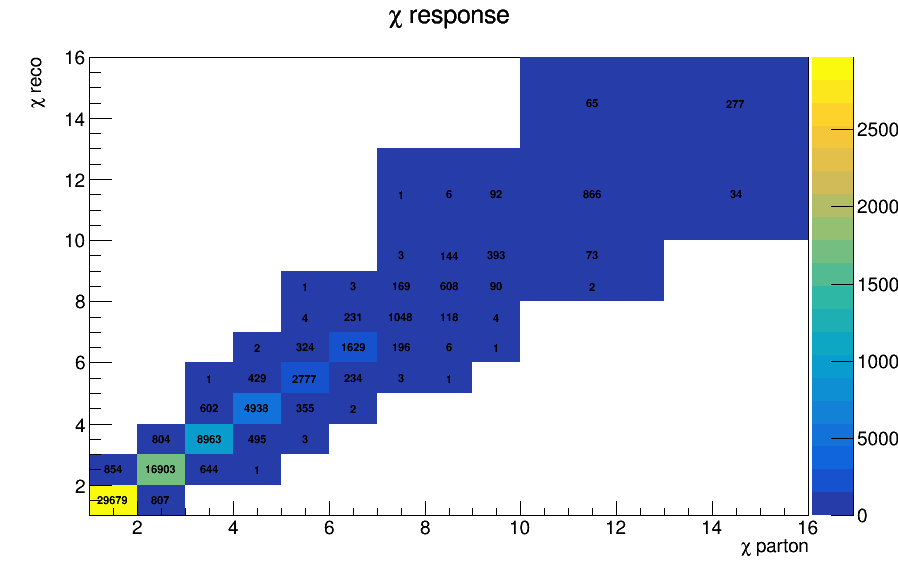 χ response
χ reco
16
65 277
14
2500
12
1 6 92 866 34
2000
10
3 144 393 73
1 3 169 608 90 2
1500
8
4 231 1048 118 4
2 324 1629 196 6 1
6
1000
1 429 2777 234 3 1
602 4938 355 2
4
5000
804 8963 495 3
854 16903 644 1
2
29679 807
0
2 4 6 8 10 12 14 16
χ parton